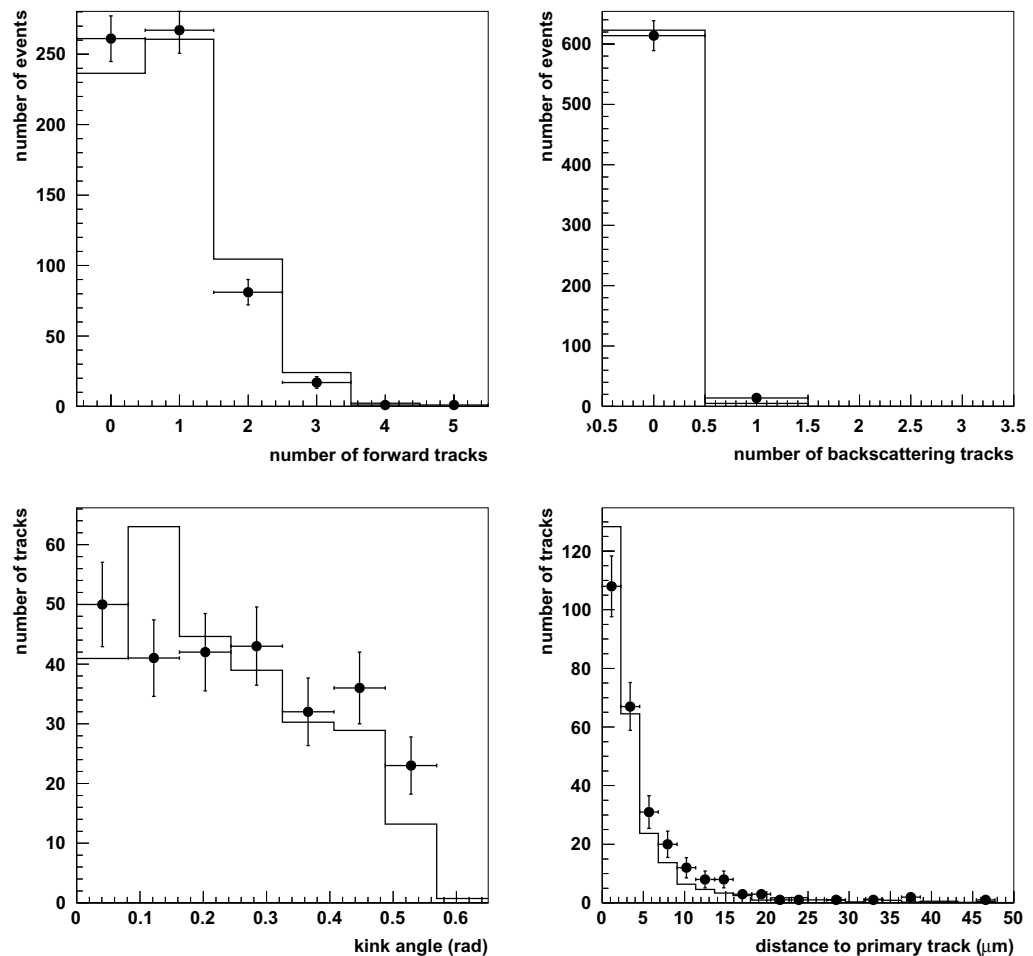 number of events
250
200
150
100
50
0
0 1 2 3 4 5
number of forward tracks
number of events
600
500
400
300
200
100
0
0.5 0 0.5 1 1.5 2 2.5 3 3.5
number of backscattering tracks
number of tracks
60
50
40
30
20
10
0
0 0.1 0.2 0.3 0.4 0.5 0.6
kink angle (rad)
number of tracks
120
100
80
60
40
20
0
0 5 10 15 20 25 30 35 40 45 50
distance to primary track (μm)